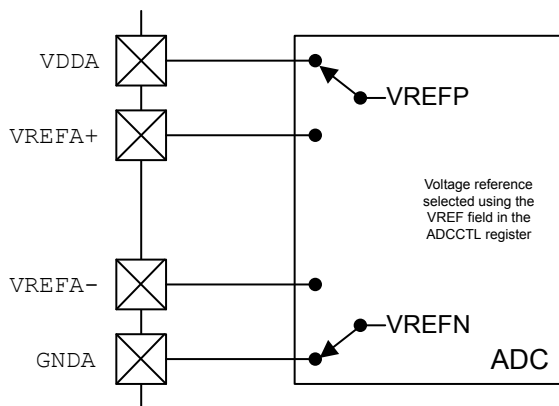 VDDA
VREFP
VREFA+
Voltage reference
selected using the
VREF field in the
ADCCTL register
VREFA-
VREFN
GNDA
ADC